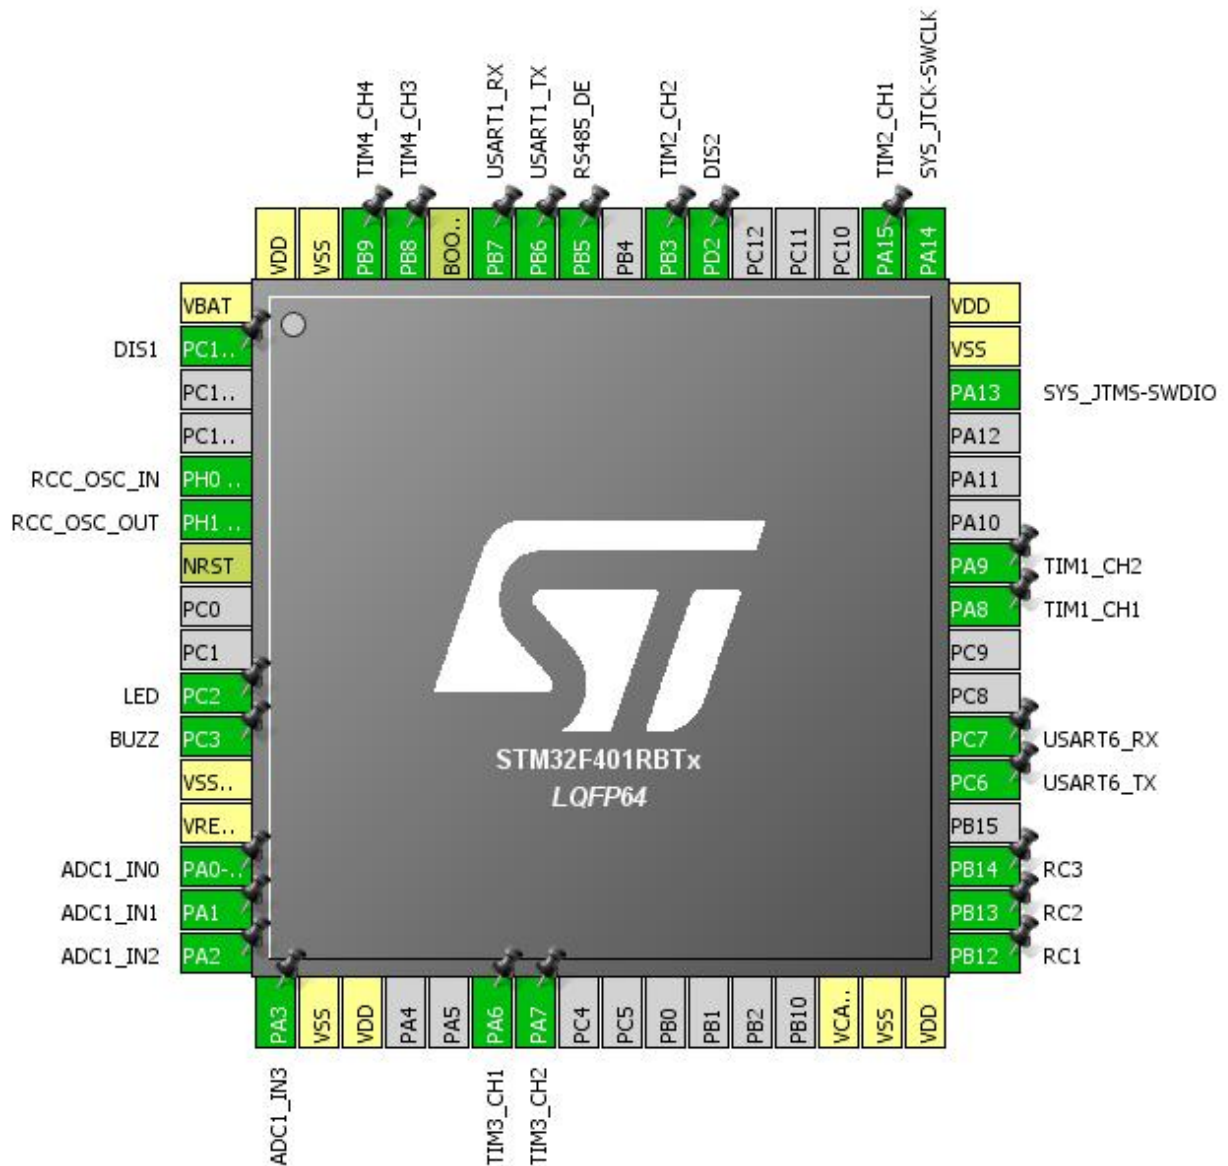 TIM4_CH4
TIM4_CH3
USART1_RX
USART1_TX
RS485_DE
TIM2_CH2
DIS2
TIM2_CH1
SYS_JTCK-SWCLK
VDD
VSS
PB9
PB8
BOO..
PB7
PB6
PB5
PB4
PB3
PD2
PC12
PC11
PC10
PA15
PA14
VBAT
DIS1 PC1..
PC1..
PC1..
RCC_OSC_IN PH0 ..
RCC_OSC_OUT PH1 ..
NRST
PC0
PC1
LED PC2
BUZZ PC3
VSS..
VRE..
ADC1_IN0 PA0-..
ADC1_IN1 PA1
ADC1_IN2 PA2
STM32F401RBTx
LQFP64
VDD
VSS
PA13 SYS_JTMS-SWDIO
PA12
PA11
PA10
PA9 TIM1_CH2
PA8 TIM1_CH1
PC9
PC8
PC7 USART6_RX
PC6 USART6_TX
PB15
PB14 RC3
PB13 RC2
PB12 RC1
PA3
VSS
VDD
PA4
PA5
PA6
PA7
PC4
PC5
PB0
PB1
PB2
PB10
VCA..
VSS
VDD
ADC1_IN3
TIM3_CH1
TIM3_CH2